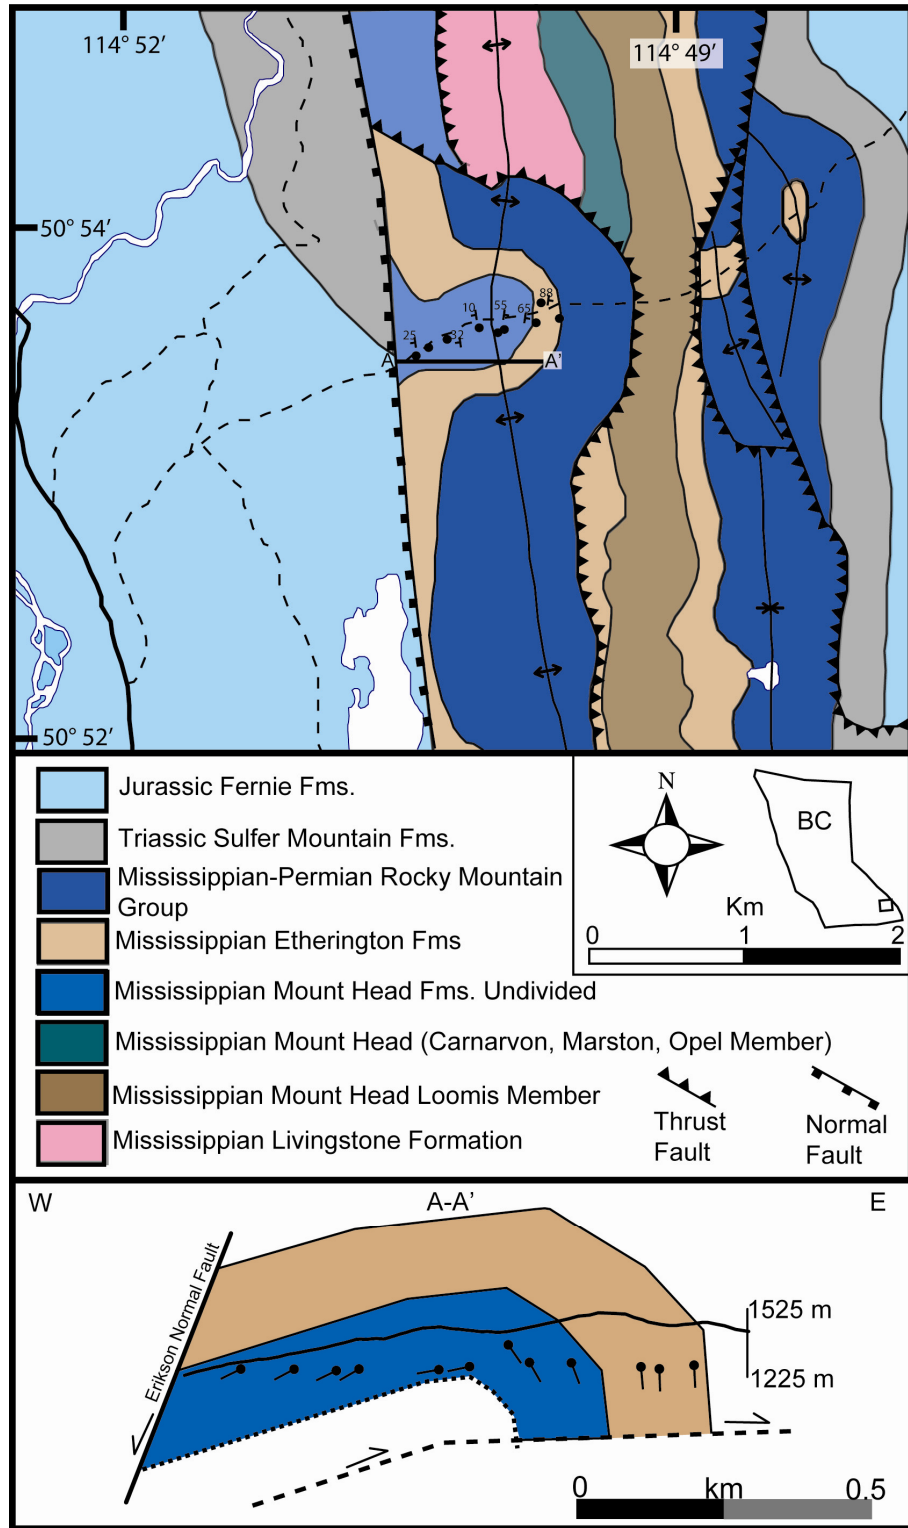 114° 52’
114° 49’
50° 54’
88
10
55
65
25
32
A
A’
50° 52’
Jurassic Fernie Fms.
Triassic Sulfer Mountain Fms.
Mississippian-Permian Rocky Mountain
Group
Mississippian Etherington Fms
Mississippian Mount Head Fms. Undivided
Mississippian Mount Head (Carnarvon, Marston, Opel Member)
Mississippian Mount Head Loomis Member
Mississippian Livingstone Formation
N
BC
Km
0 1 2
Thrust
Fault
Normal
Fault
W
A-A’
E
Erikson Normal Fault
1525 m
1225 m
0 km 0.5